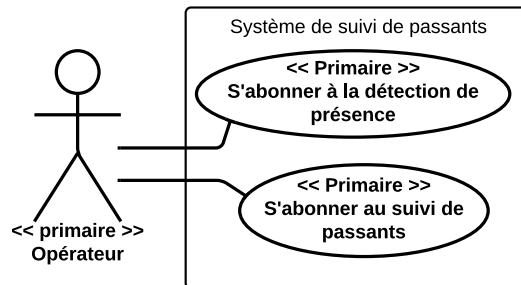 Système de suivi de passants
<< Primaire >>
S'abonner à la détection de
présence
<< Primaire >>
S'abonner au suivi de
passants
<< primaire >>
Opérateur